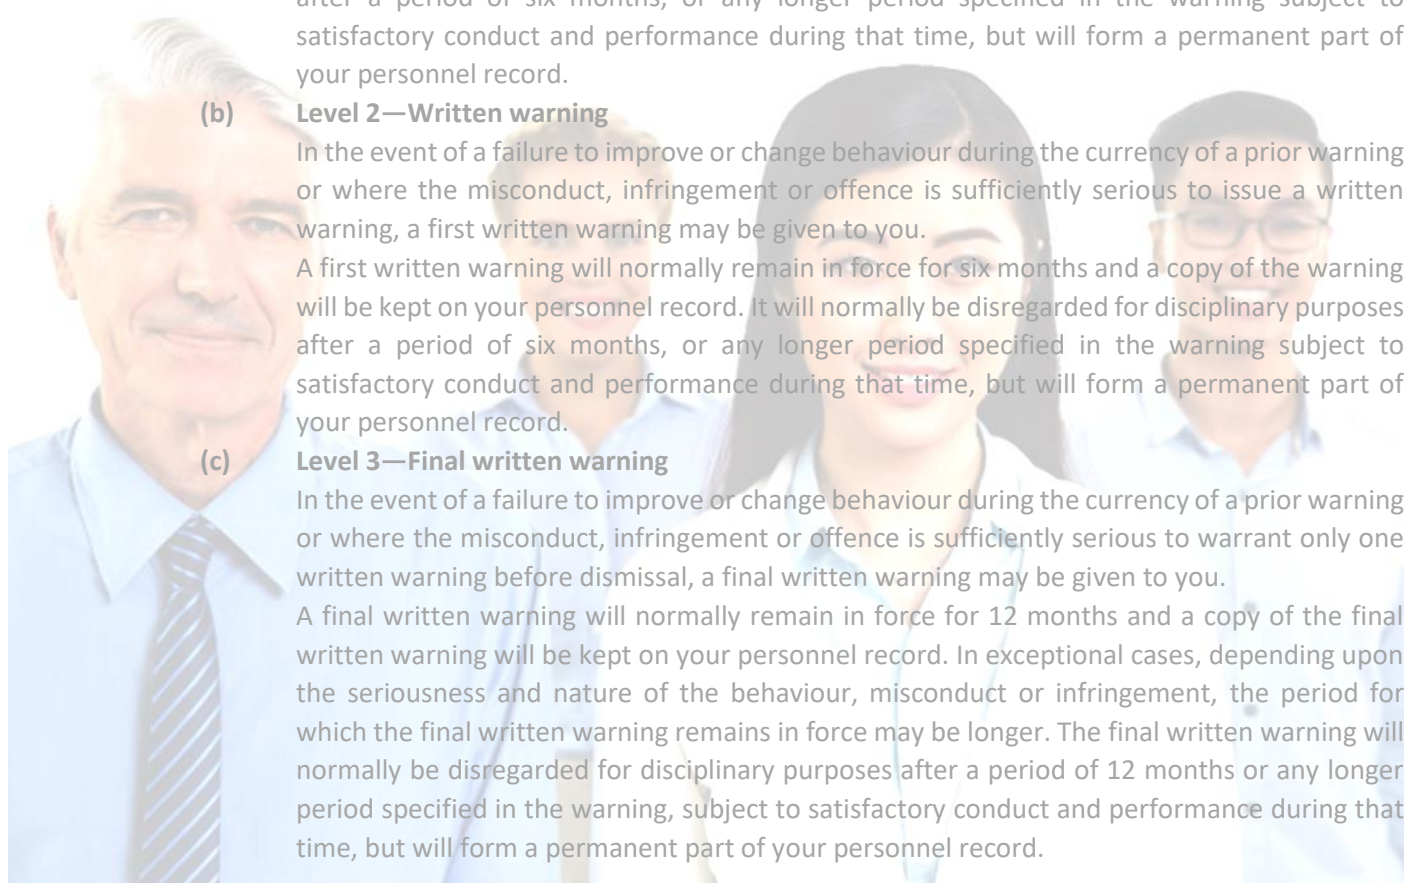 after a period of six months, or any longer period specified in the warning subject to
satisfactory conduct and performance during that time, but will form a permanent part of
your personnel record.
(b) Level 2—Written warning
In the event of a failure to improve or change behaviour during the currency of a prior warning
or where the misconduct, infringement or offence is sufficiently serious to issue a written
warning, a first written warning may be given to you.
A first written warning will normally remain in force for six months and a copy of the warning
will be kept on your personnel record. It will normally be disregarded for disciplinary purposes
after a period of six months, or any longer period specified in the warning subject to
satisfactory conduct and performance during that time, but will form a permanent part of
your personnel record.
(c) Level 3—Final written warning
In the event of a failure to improve or change behaviour during the currency of a prior warning
or where the misconduct, infringement or offence is sufficiently serious to warrant only one
written warning before dismissal, a final written warning may be given to you.
A final written warning will normally remain in force for 12 months and a copy of the final
written warning will be kept on your personnel record. In exceptional cases, depending upon
the seriousness and nature of the behaviour, misconduct or infringement, the period for
which the final written warning remains in force may be longer. The final written warning will
normally be disregarded for disciplinary purposes after a period of 12 months or any longer
period specified in the warning, subject to satisfactory conduct and performance during that
time, but will form a permanent part of your personnel record.